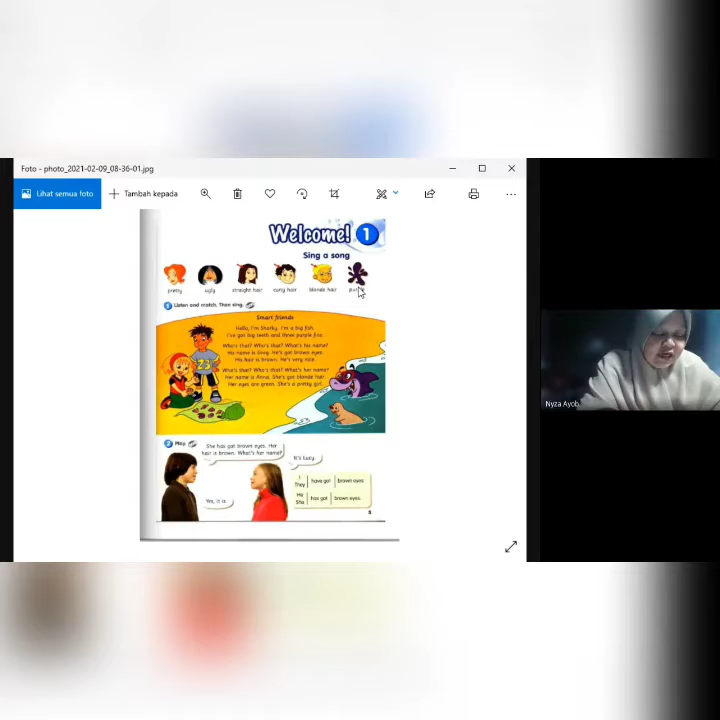 Foto - photo_2021-02-09_08-36-01.jpg
Lihat semua foto
Tambah kepada
Welcome! 1
Sing a song
pretty ugly straight hair curly hair blonde hair
1 Listen and match. Then sing.
Smart friends
Hello, I'm Sharky. I'm a big fish.
I've got big teeth and three purple fins.
Who's that? Who's that? What's his name?
His name is Greg. He's got brown eyes.
His hair is brown. He's very nice.
Who's that? Who's that? What's her name?
Her name is Anna. She's got blonde hair.
Her eyes are green. She's a pretty girl.
Z3
2 Play.
She has got brown eyes. Her
hair is brown. What's her name?
It's Lucy.
Yes, it is.
I
They
have got brown eyes.
He
She
has got brown eyes.
Nyza Ayob